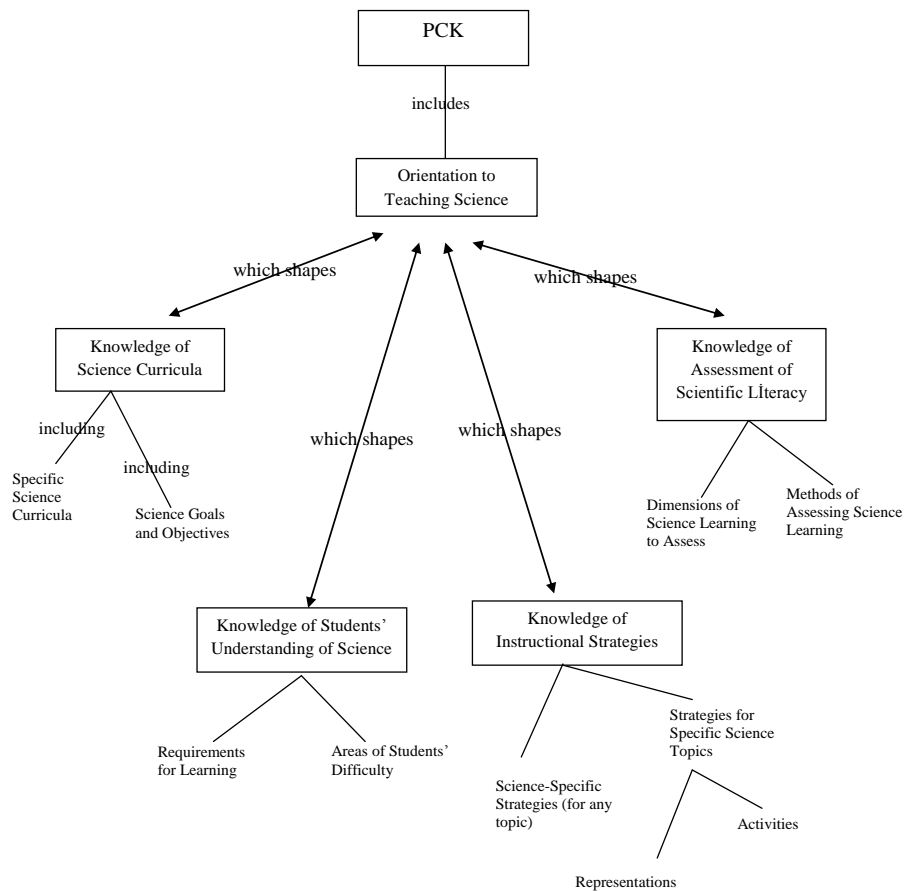 PCK
includes
Orientation to
Teaching Science
which shapes
which shapes
Knowledge of
Science Curricula
Knowledge of
Assessment of
Scientific Lİteracy
including
which shapes
which shapes
including
Specific
Science
Curricula
Science Goals
and Objectives
Dimensions of
Science Learning
to Assess
Methods of
Assessing Science
Learning
Knowledge of Students’
Understanding of Science
Knowledge of
Instructional Strategies
Requirements
for Learning
Areas of Students’
Difficulty
Strategies for
Specific Science
Topics
Science-Specific
Strategies (for any
topic)
Activities
Representations